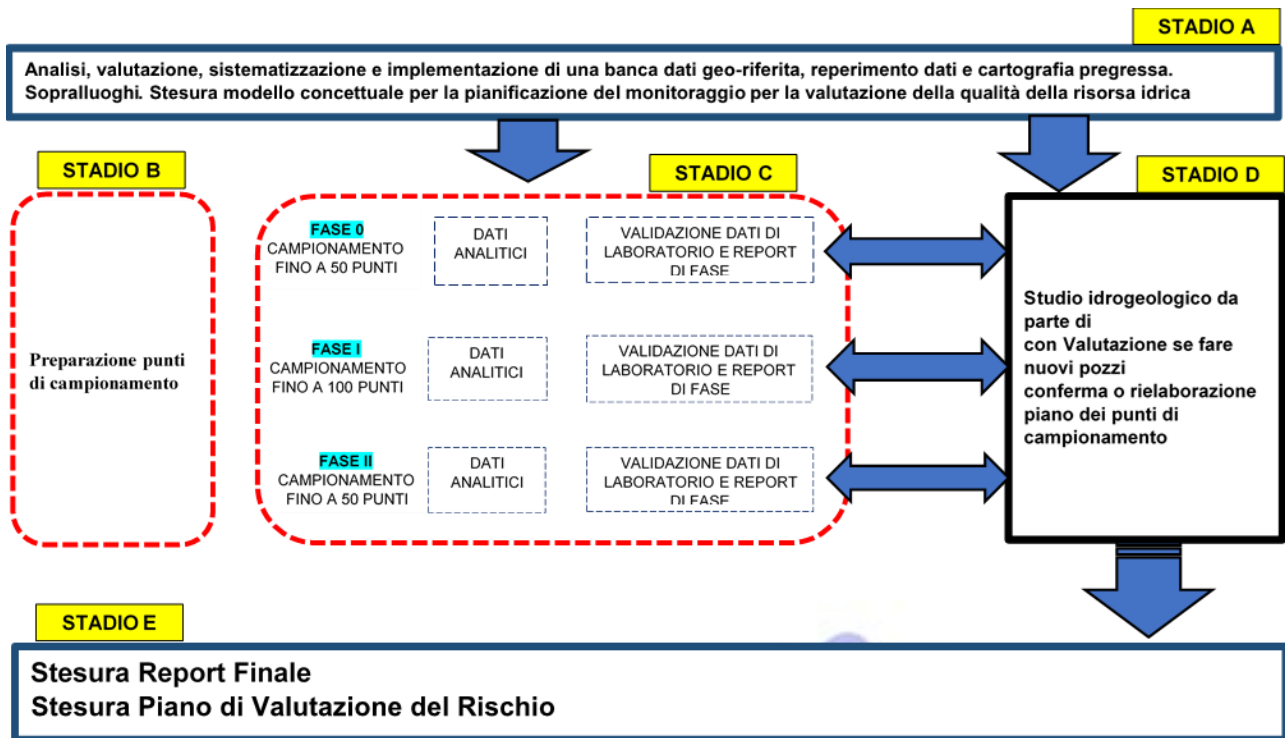 STADIO A
Analisi, valutazione, sistematizzazione e implementazione di una banca dati geo-riferita, reperimento dati e cartografia pregressa.
Sopralluoghi. Stesura modello concettuale per la pianificazione del monitoraggio per la valutazione della qualità della risorsa idrica
STADIO B
Preparazione punti
di campionamento
STADIO C
FASE 0
CAMPIONAMENTO
FINO A 50 PUNTI
DATI
ANALITICI
VALIDAZIONE DATI DI
LABORATORIO E REPORT
DI FASE
FASE I
CAMPIONAMENTO
FINO A 100 PUNTI
DATI
ANALITICI
VALIDAZIONE DATI DI
LABORATORIO E REPORT
DI FASE
FASE II
CAMPIONAMENTO
FINO A 50 PUNTI
DATI
ANALITICI
VALIDAZIONE DATI DI
LABORATORIO E REPORT
DI FASE
STADIO D
Studio idrogeologico da
parte di
con Valutazione se fare
nuovi pozzi
conferma o rielaborazione
piano dei punti di
campionamento
STADIO E
Stesura Report Finale
Stesura Piano di Valutazione del Rischio